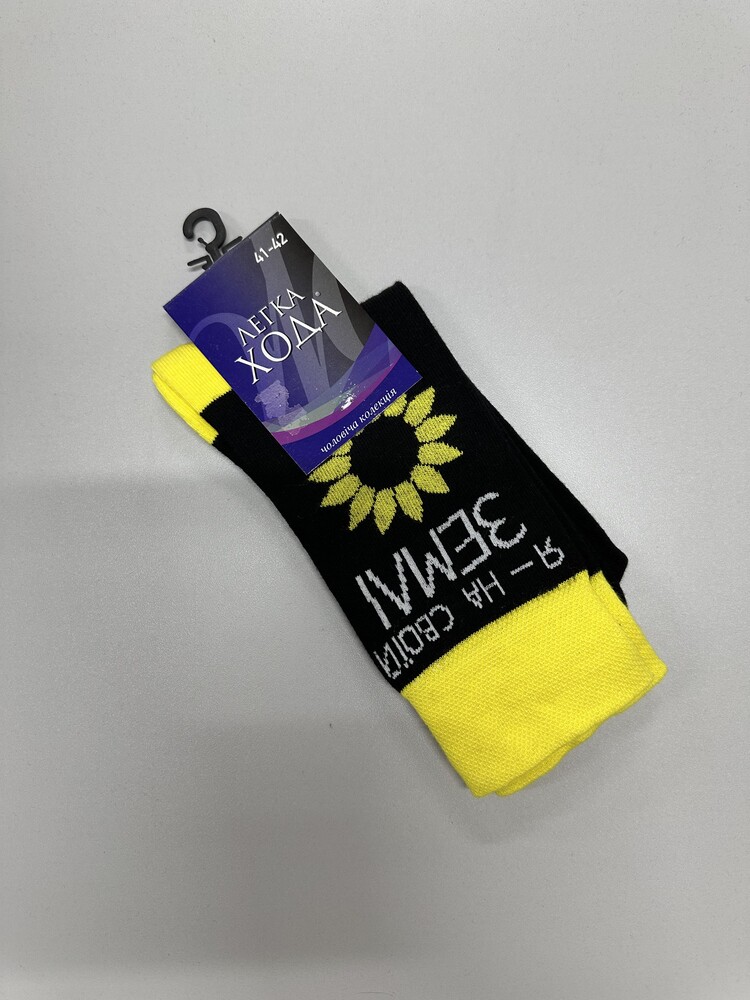 41-42
ЛЕГКА
ХОДА®
чоловіча колекція
Я – НА СВОЇЙ
ЗЕМЛІ